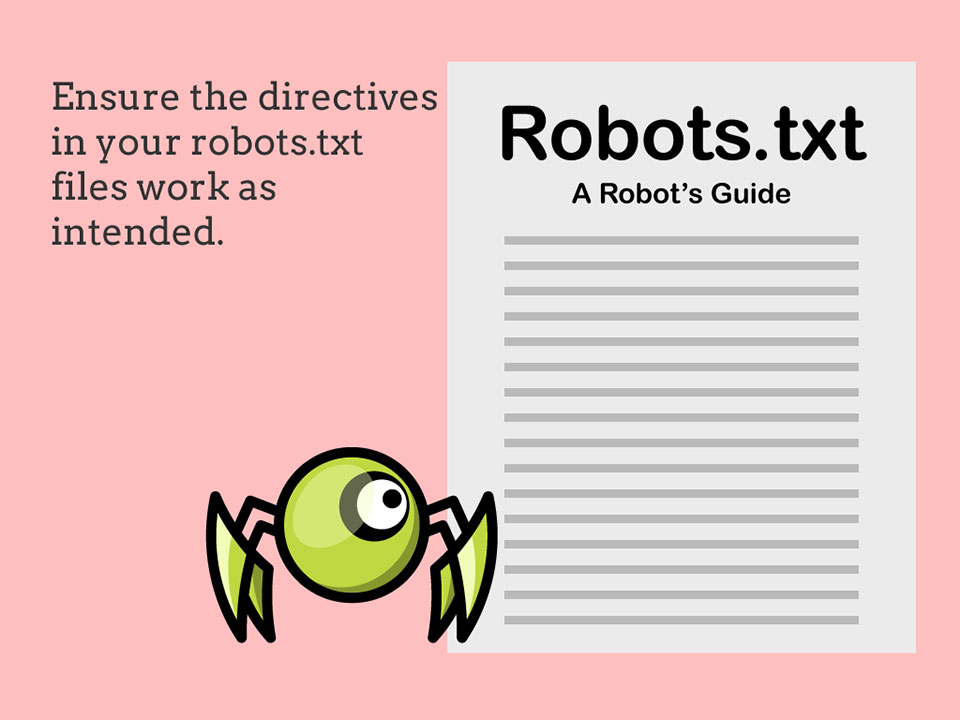 Ensure the directives
in your robots.txt
files work as
intended.
Robots.txt
A Robot’s Guide